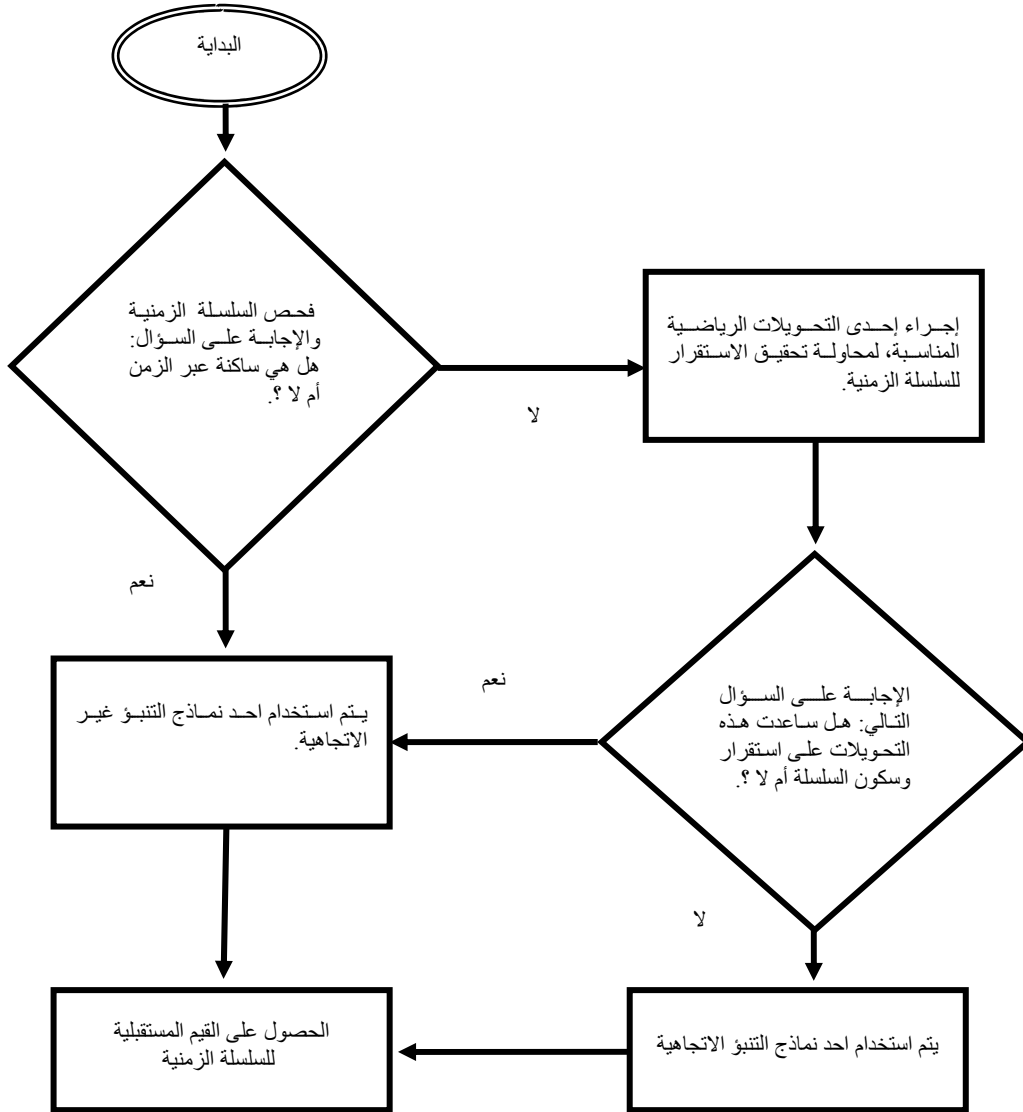 البداية
فحص السلسلة الزمنية
والإجابة على السؤال:
هل هي ساكنة عبر الزمن
أم لا ؟.
إجراء إحدى التحويلات الرياضية
المناسبة، لمحاولة تحقيق الاستقرار
للسلسلة الزمنية.
لا
نعم
الإجابة على السؤال
التالي: هل ساعدت هذه
التحويلات على استقرار
وسكون السلسلة أم لا ؟.
نعم
يتم استخدام احد نماذج التنبؤ غير
الاتجاهية.
لا
يتم استخدام احد نماذج التنبؤ الاتجاهية
الحصول على القيم المستقبلية
للسلسلة الزمنية